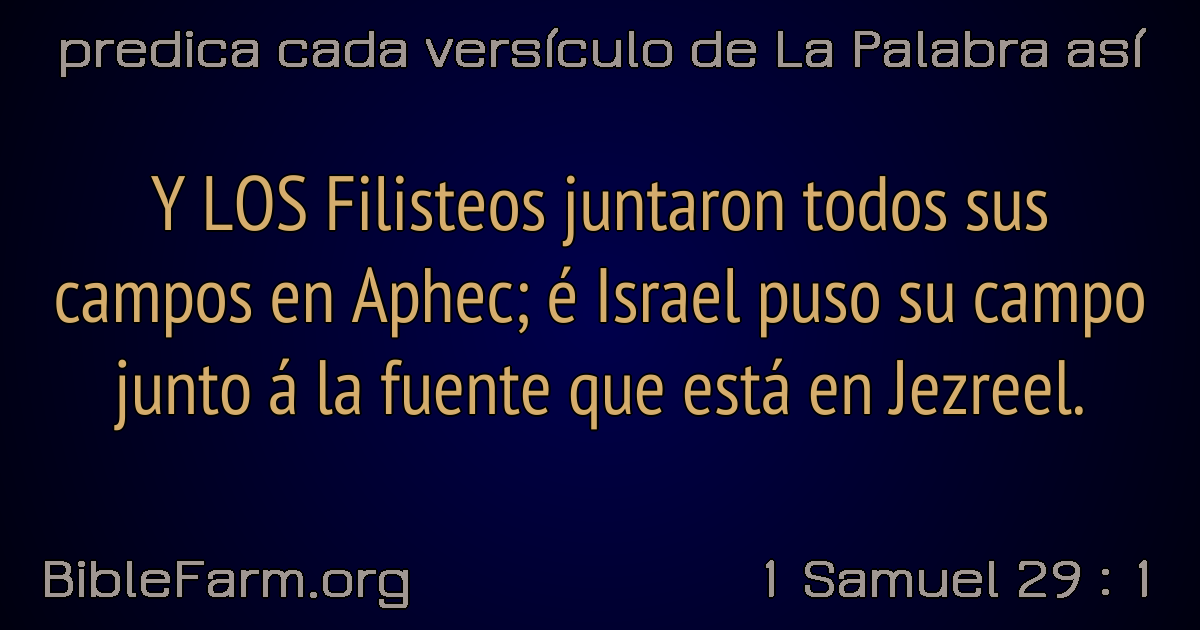 predica cada versículo de La Palabra así
Y LOS Filisteos juntaron todos sus
campos en Aphec; é Israel puso su campo
junto á la fuente que está en Jezreel.
BibleFarm.org
1 Samuel 29 : 1